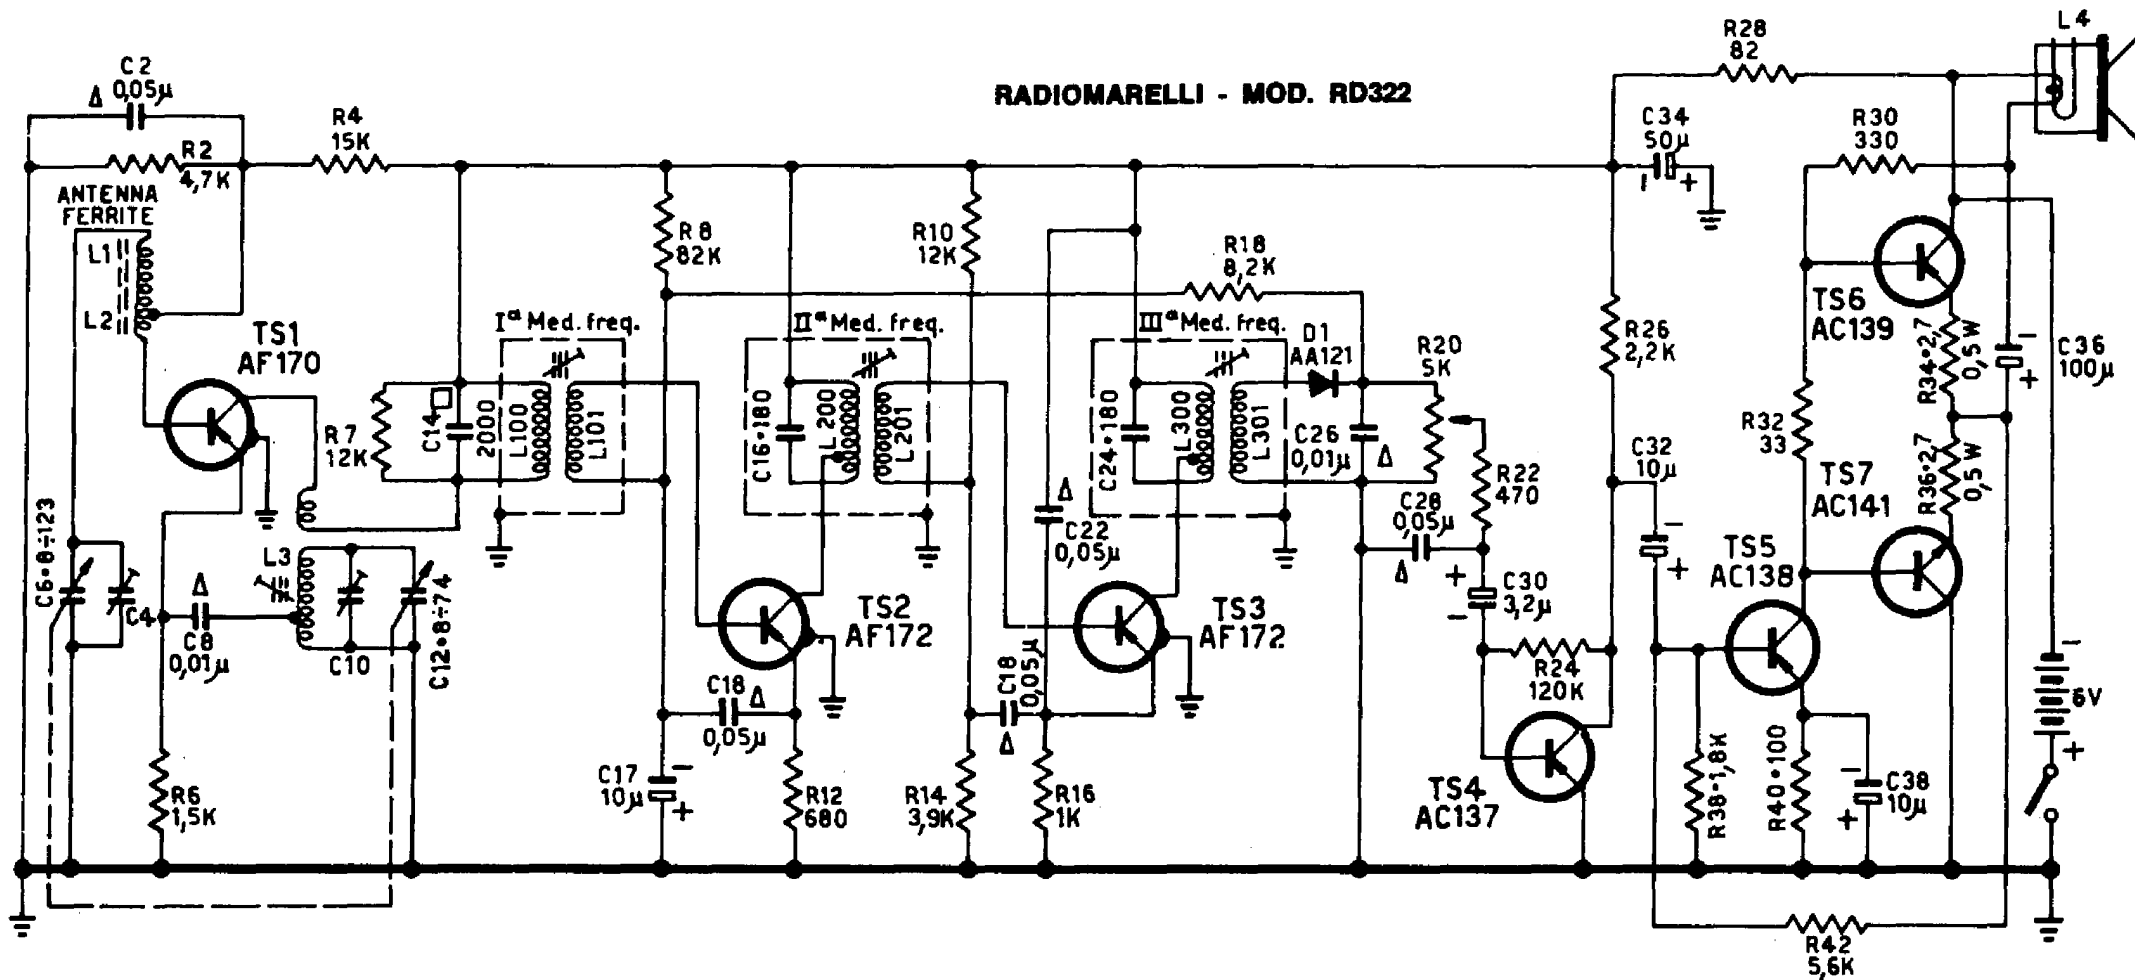 RADIOMARELLI - MOD. RD322
C2
0,05µ
Δ
R2
4,7K
R4
15K
ANTENNA
FERRITE
L1
L2
TS1
AF170
R7
12K
C14
2000
L100
L101
Iª Med. freq.
R8
82K
IIª Med. freq.
C16•180
L200
L201
R10
12K
R18
8,2K
IIIª Med. freq.
C24•180
L300
L301
D1
AA121
R20
5K
C26
0,01µ
Δ
R22
470
C28
0,05µ
Δ
C22
0,05µ
Δ
+
C30
3,2µ
-
C6•8÷123
C4
C8
0,01µ
Δ
L3
C10
C12•8÷74
R6
1,5K
TS2
AF172
C18
0,05µ
Δ
C17
10µ
-
+
R12
680
TS3
AF172
C18
0,05µ
Δ
R14
3,9K
R16
1K
R24
120K
TS4
AC137
R26
2,2K
C34
50µ
-
+
R28
82
L4
R30
330
TS6
AC139
R34•2,7
0,5W
-
+
C36
100µ
R32
33
R36•2,7
0,5W
TS7
AC141
C32
10µ
-
+
TS5
AC138
R38•1,8K
R40•100
-
+
C38
10µ
-
6V
+
R42
5,6K